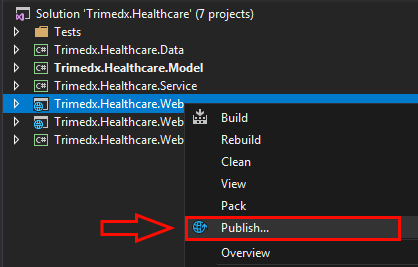 Solution 'Trimedx.Healthcare' (7 projects)
Tests
C# Trimedx.Healthcare.Data
C# Trimedx.Healthcare.Model
C# Trimedx.Healthcare.Service
Trimedx.Healthcare.Web
Trimedx.Healthcare.Web
C# Trimedx.Healthcare.Web
Build
Rebuild
Clean
View
Pack
Publish...
Overview